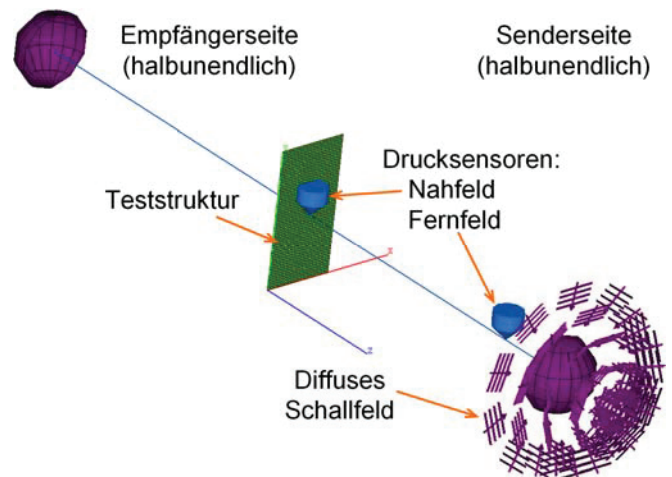 Empfängerseite
(halbunendlich)
Senderseite
(halbunendlich)
Drucksensoren:
Nahfeld
Fernfeld
Teststruktur
x
z
Diffuses
Schallfeld